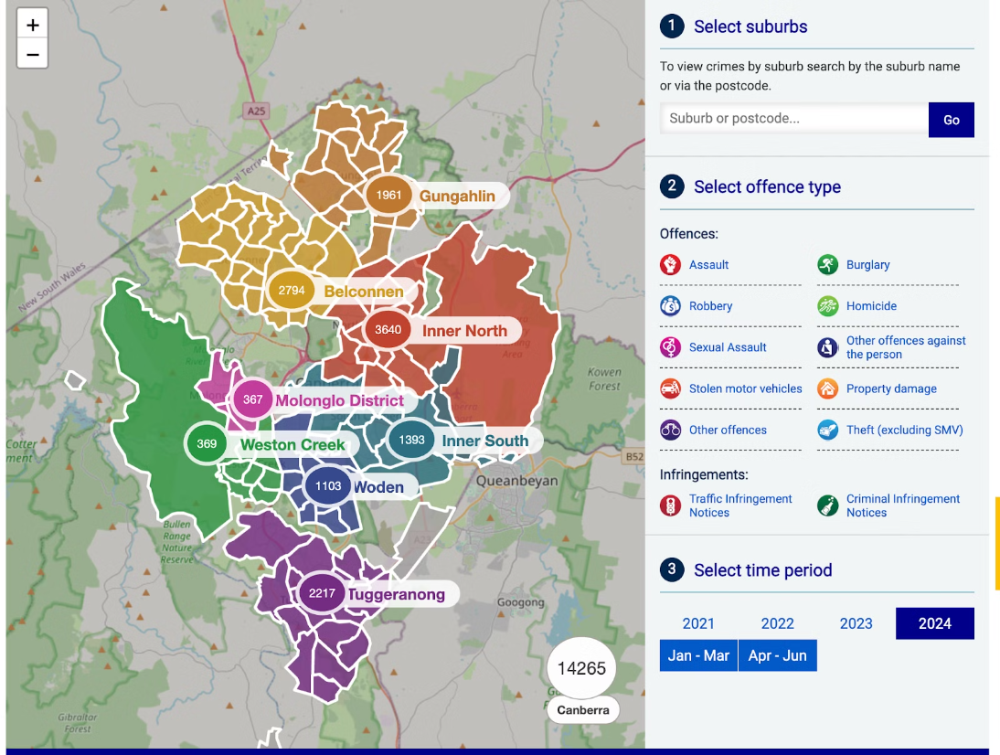 +
−
A25
New South Wales
1961
Gungahlin
2794
Belconnen
3640
Inner North
Area
Kowen
Forest
367
Molonglo District
369
Weston Creek
1393
Inner South
B52
1103
Woden
Queanbeyan
Cotter
Bullen
Range
Nature
Reserve
A23
2217
Tuggeranong
Googong
14265
Canberra
Gibraltar
Forest
1 Select suburbs
To view crimes by suburb search by the suburb name
or via the postcode.
Suburb or postcode... Go
2 Select offence type
Offences:
Assault
Burglary
Robbery
Homicide
Sexual Assault
Other offences against
the person
Stolen motor vehicles
Property damage
Other offences
Theft (excluding SMV)
Infringements:
Traffic Infringement
Notices
Criminal Infringement
Notices
3 Select time period
2021 2022 2023 2024
Jan - Mar Apr - Jun